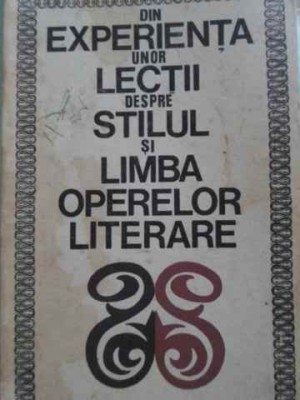 DIN
EXPERIENȚA
UNOR
LECȚII
DESPRE
STILUL
ȘI
LIMBA
OPERELOR
LITERARE